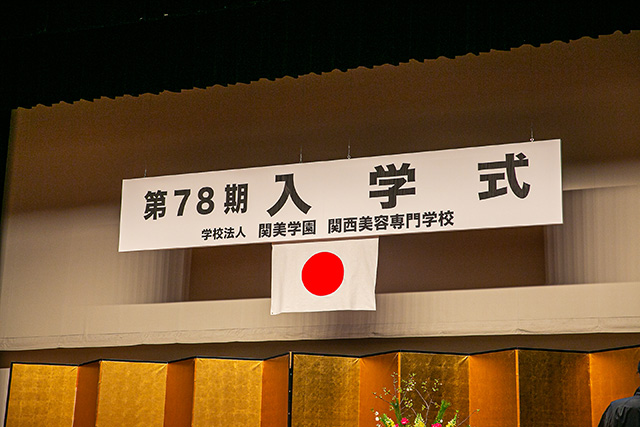 第78期 入学式
学校法人 関美学園 関西美容専門学校